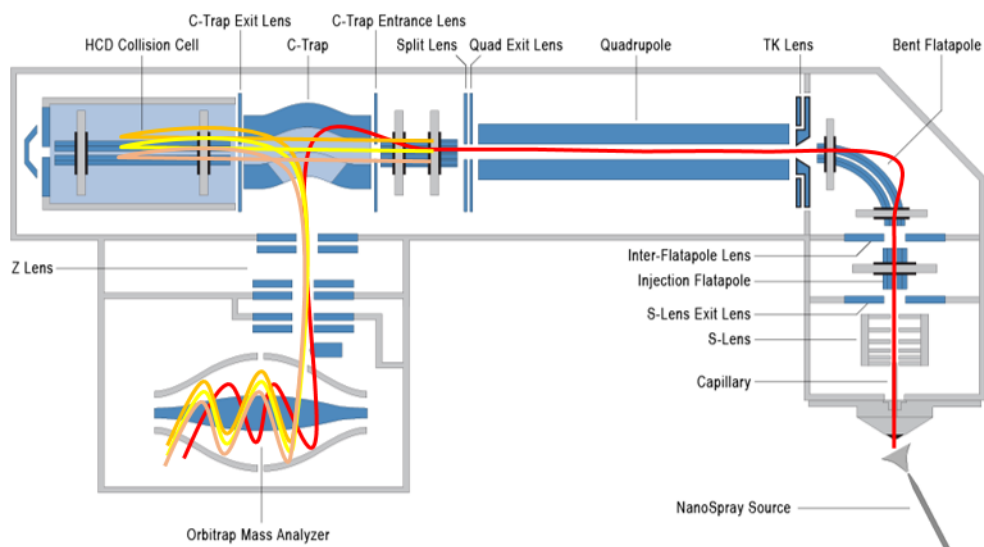 C-Trap Exit Lens
C-Trap Entrance Lens
HCD Collision Cell
C-Trap
Split Lens
Quad Exit Lens
Quadrupole
TK Lens
Bent Flatapole
Z Lens
Inter-Flatapole Lens
Injection Flatapole
S-Lens Exit Lens
S-Lens
Capillary
NanoSpray Source
Orbitrap Mass Analyzer